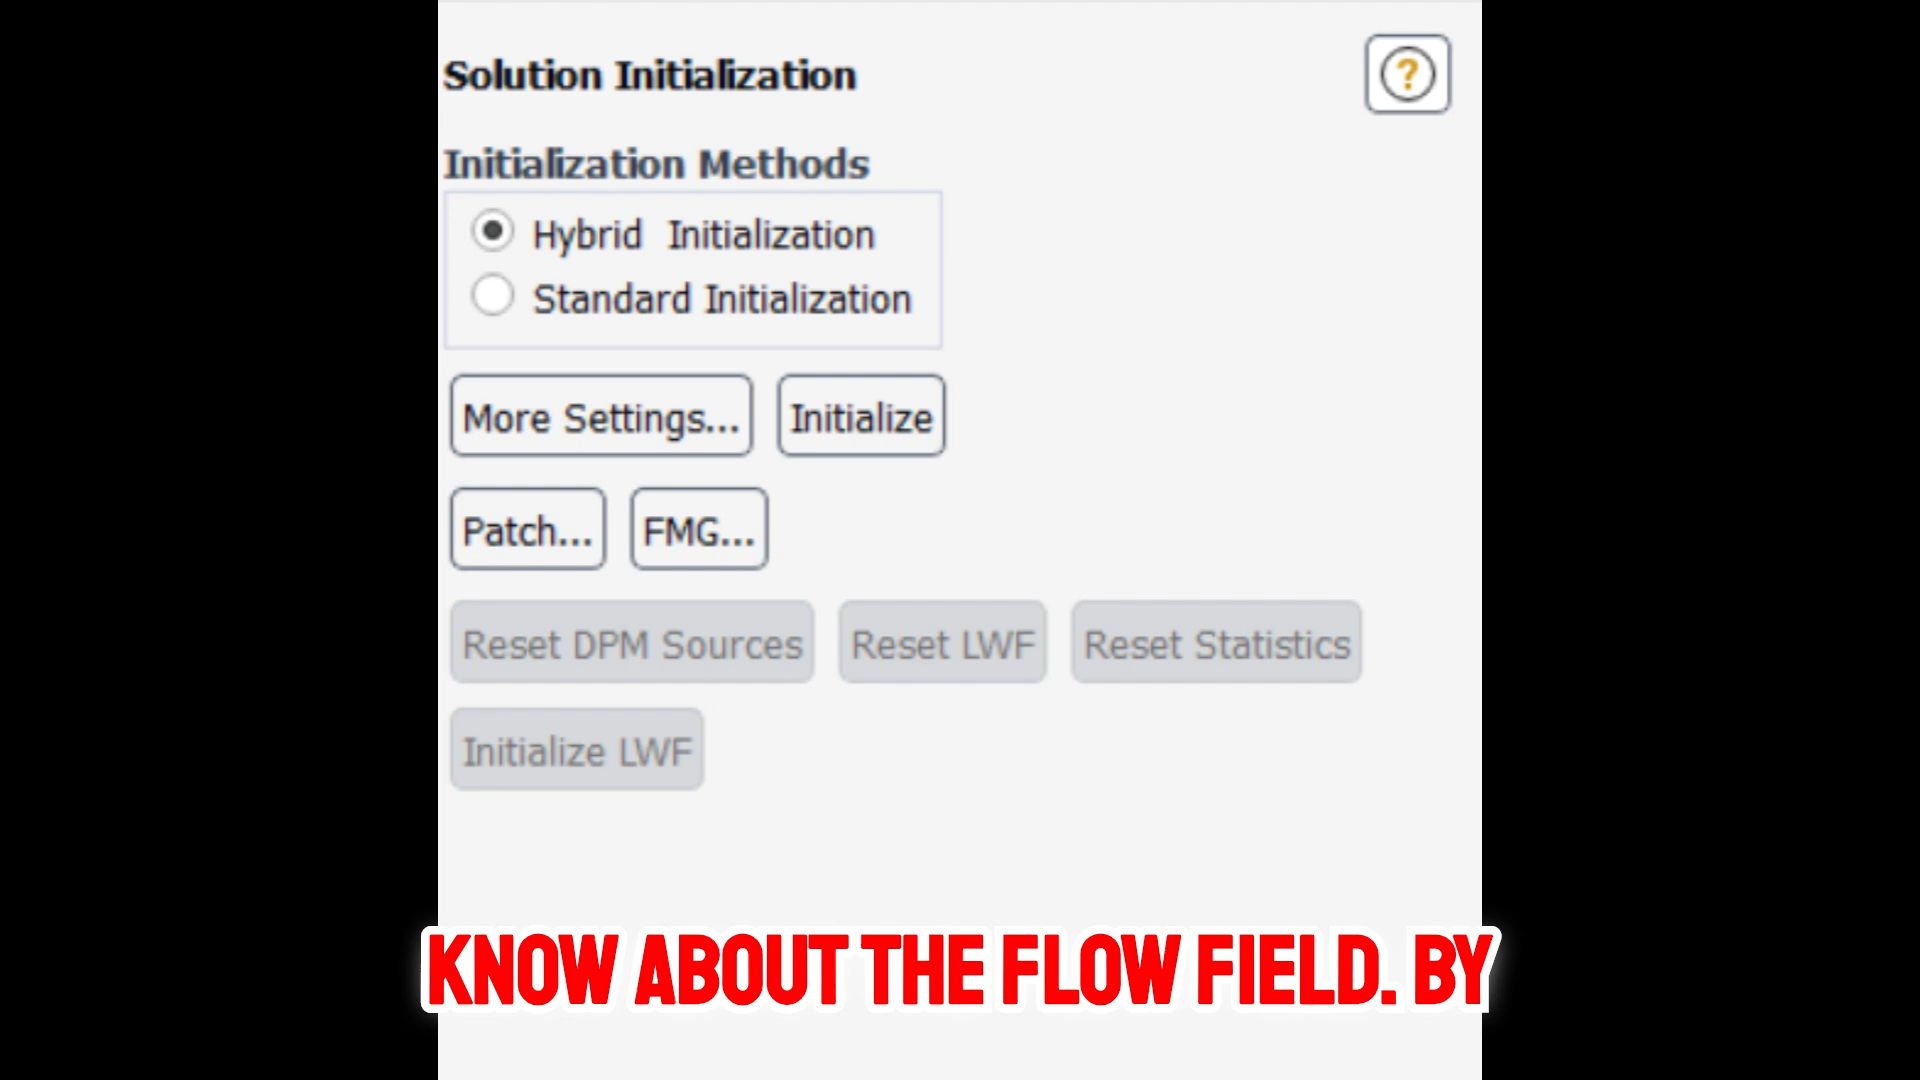 Solution Initialization
?
Initialization Methods
Hybrid Initialization
Standard Initialization
More Settings... Initialize
Patch... FMG...
Reset DPM Sources Reset LWF Reset Statistics
Initialize LWF
KNOW ABOUT THE FLOW FIELD. BY